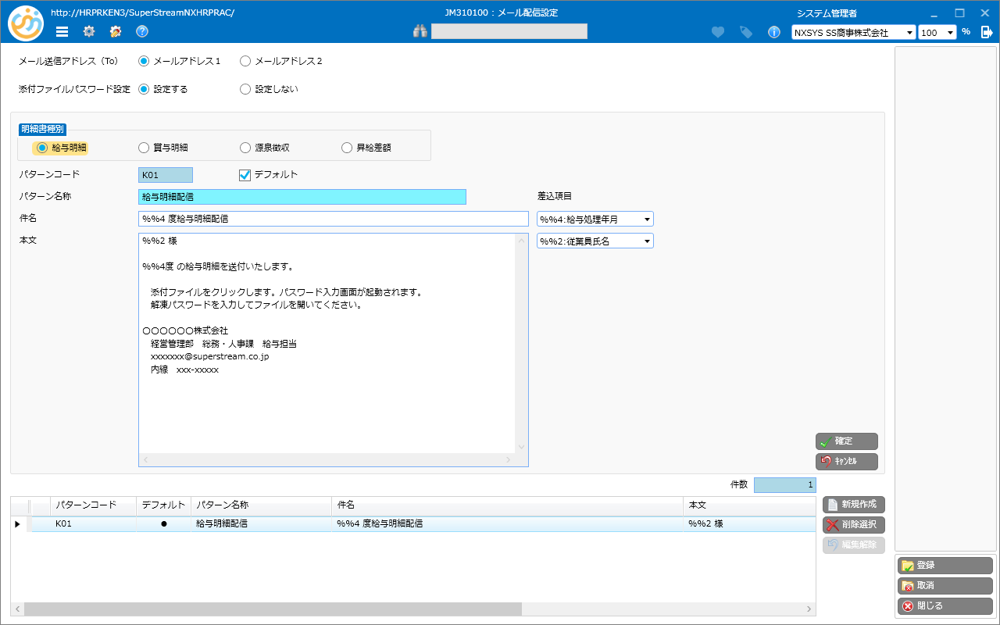 http://HRPRKEN3/SuperStreamNXHRPRAC/
JM310100：メール配信設定
システム管理者
NXSYS SS商事株式会社
100
%
メール送信アドレス（To）
メールアドレス１
メールアドレス２
添付ファイルパスワード設定
設定する
設定しない
明細書種別
給与明細
賞与明細
源泉徴収
昇給差額
パターンコード
K01
デフォルト
パターン名称
給与明細配信
差込項目
件名
%%4 度給与明細配信
%%4:給与処理年月
本文
%%2 様
%%2:従業員氏名
%%4度 の給与明細を送付いたします。
添付ファイルをクリックします。パスワード入力画面が起動されます。
解凍パスワードを入力してファイルを開いてください。
〇〇〇〇〇〇株式会社
経営管理部　総務・人事課　給与担当
xxxxxxx@superstream.co.jp
内線　xxx-xxxxx
確定
ｷｬﾝｾﾙ
件数
1
パターンコード
デフォルト
パターン名称
件名
本文
K01
●
給与明細配信
%%4 度給与明細配信
%%2 様
新規作成
削除選択
編集解除
登録
取消
閉じる